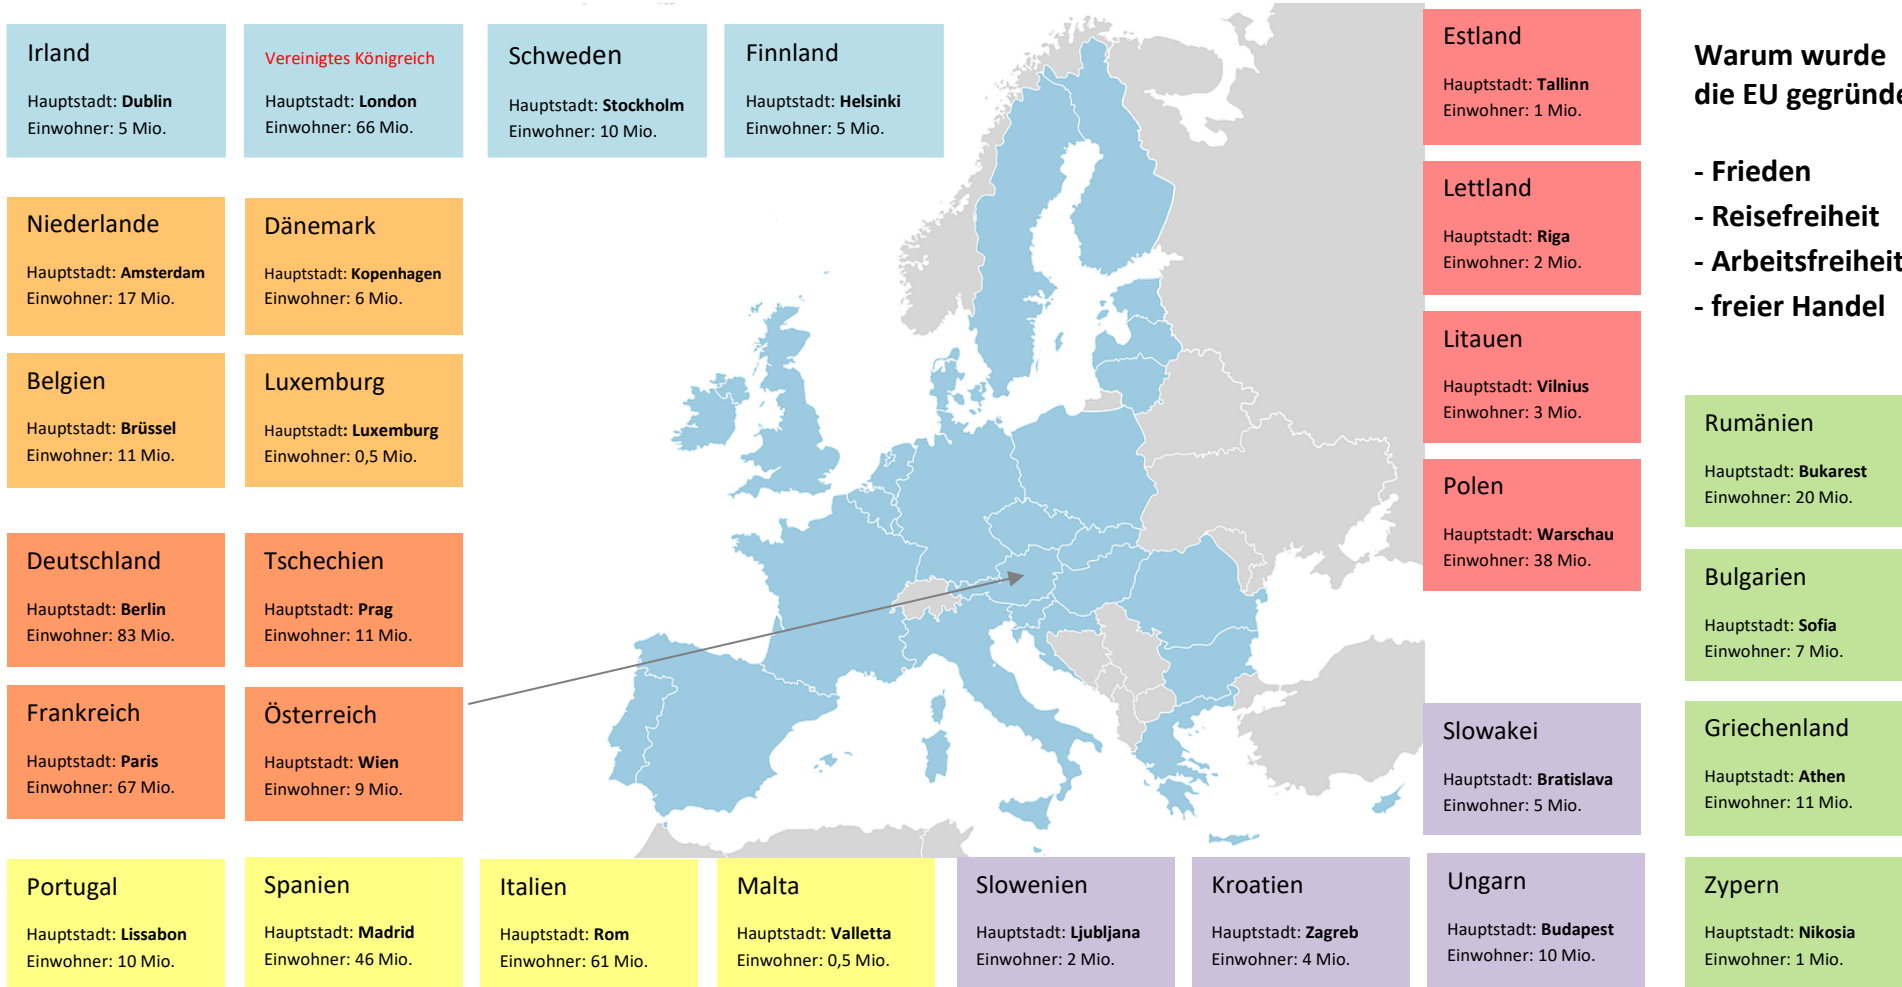 Irland
Hauptstadt: Dublin
Einwohner: 5 Mio.
Vereinigtes Königreich
Hauptstadt: London
Einwohner: 66 Mio.
Schweden
Hauptstadt: Stockholm
Einwohner: 10 Mio.
Finnland
Hauptstadt: Helsinki
Einwohner: 5 Mio.
Estland
Hauptstadt: Tallinn
Einwohner: 1 Mio.
Warum wurde
die EU gegründe
- Frieden
- Reisefreiheit
- Arbeitsfreiheit
- freier Handel
Niederlande
Hauptstadt: Amsterdam
Einwohner: 17 Mio.
Dänemark
Hauptstadt: Kopenhagen
Einwohner: 6 Mio.
Lettland
Hauptstadt: Riga
Einwohner: 2 Mio.
Belgien
Hauptstadt: Brüssel
Einwohner: 11 Mio.
Luxemburg
Hauptstadt: Luxemburg
Einwohner: 0,5 Mio.
Litauen
Hauptstadt: Vilnius
Einwohner: 3 Mio.
Rumänien
Hauptstadt: Bukarest
Einwohner: 20 Mio.
Polen
Hauptstadt: Warschau
Einwohner: 38 Mio.
Deutschland
Hauptstadt: Berlin
Einwohner: 83 Mio.
Tschechien
Hauptstadt: Prag
Einwohner: 11 Mio.
Bulgarien
Hauptstadt: Sofia
Einwohner: 7 Mio.
Frankreich
Hauptstadt: Paris
Einwohner: 67 Mio.
Österreich
Hauptstadt: Wien
Einwohner: 9 Mio.
Slowakei
Hauptstadt: Bratislava
Einwohner: 5 Mio.
Griechenland
Hauptstadt: Athen
Einwohner: 11 Mio.
Portugal
Hauptstadt: Lissabon
Einwohner: 10 Mio.
Spanien
Hauptstadt: Madrid
Einwohner: 46 Mio.
Italien
Hauptstadt: Rom
Einwohner: 61 Mio.
Malta
Hauptstadt: Valletta
Einwohner: 0,5 Mio.
Slowenien
Hauptstadt: Ljubljana
Einwohner: 2 Mio.
Kroatien
Hauptstadt: Zagreb
Einwohner: 4 Mio.
Ungarn
Hauptstadt: Budapest
Einwohner: 10 Mio.
Zypern
Hauptstadt: Nikosia
Einwohner: 1 Mio.